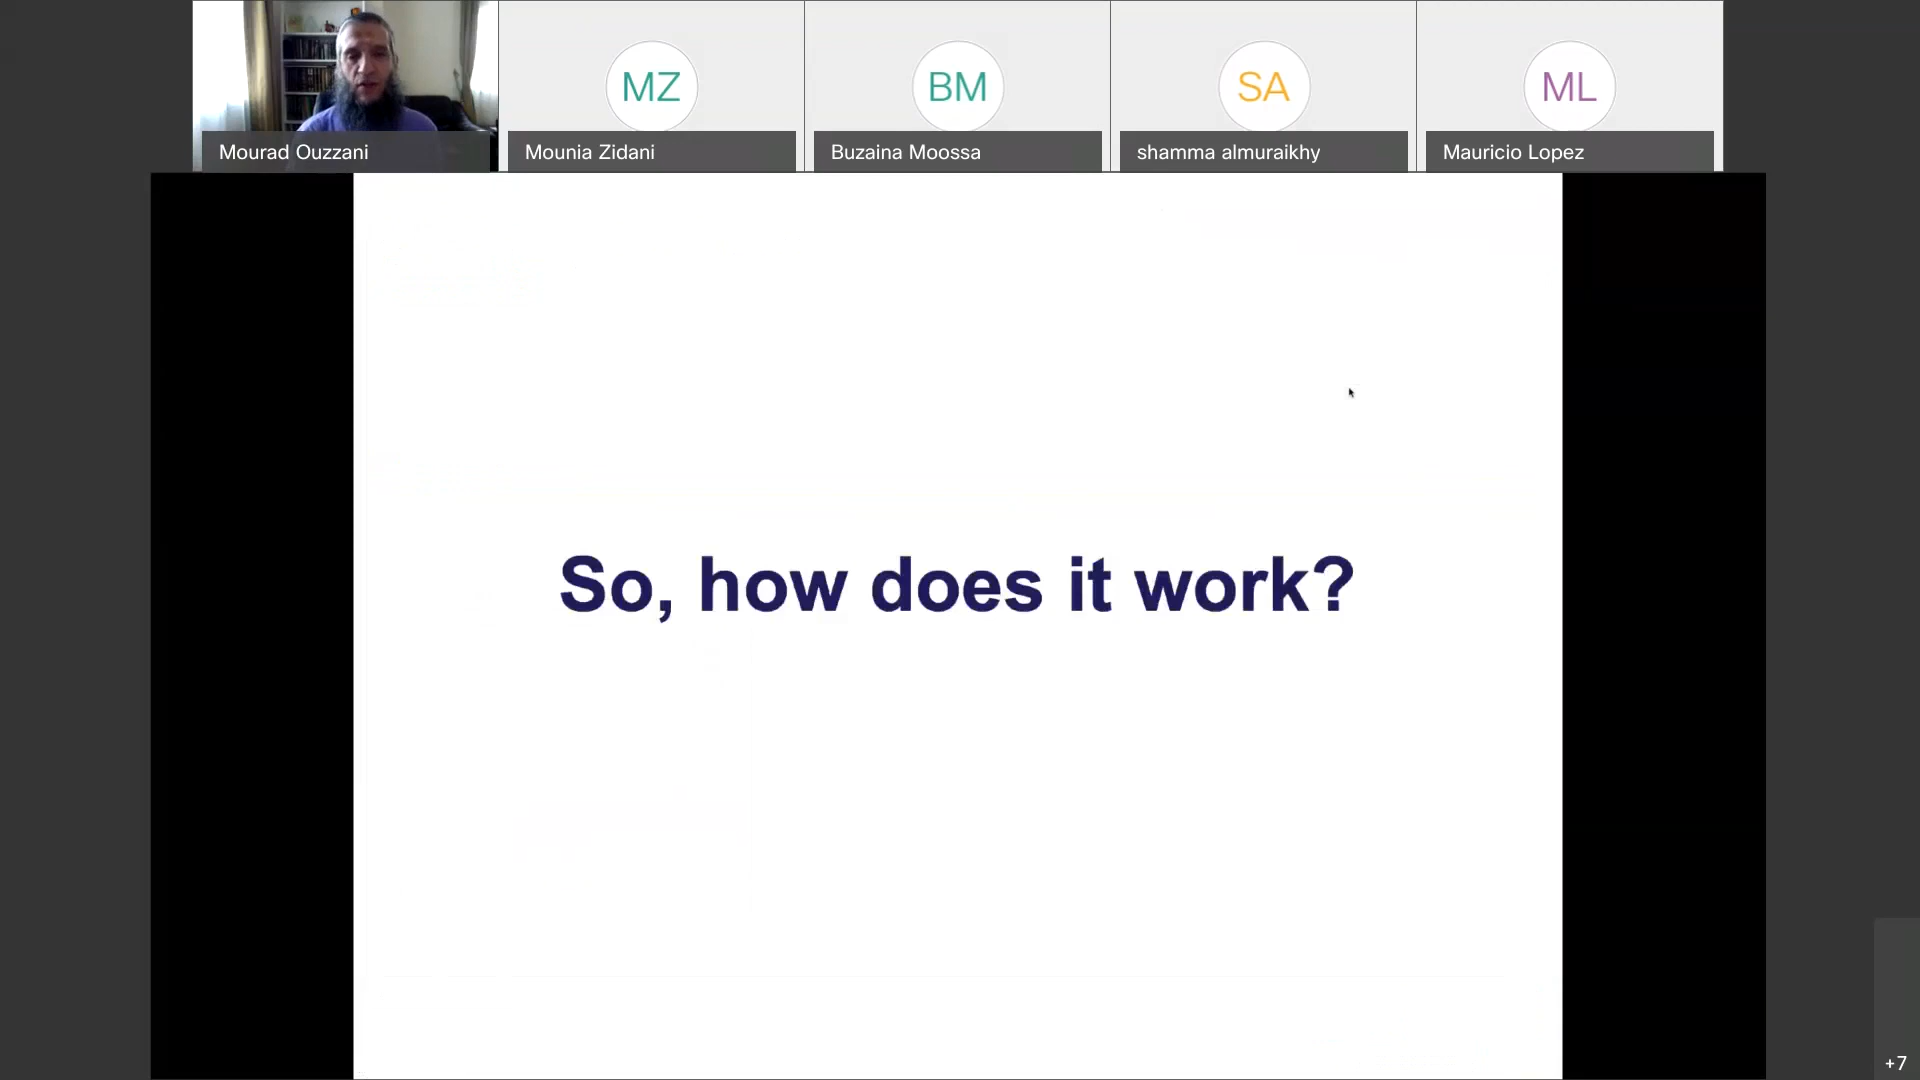 MZ
BM
SA
ML
Mourad Ouzzani
Mounia Zidani
Buzaina Moossa
shamma almuraikhy
Mauricio Lopez
So, how does it work?
+7